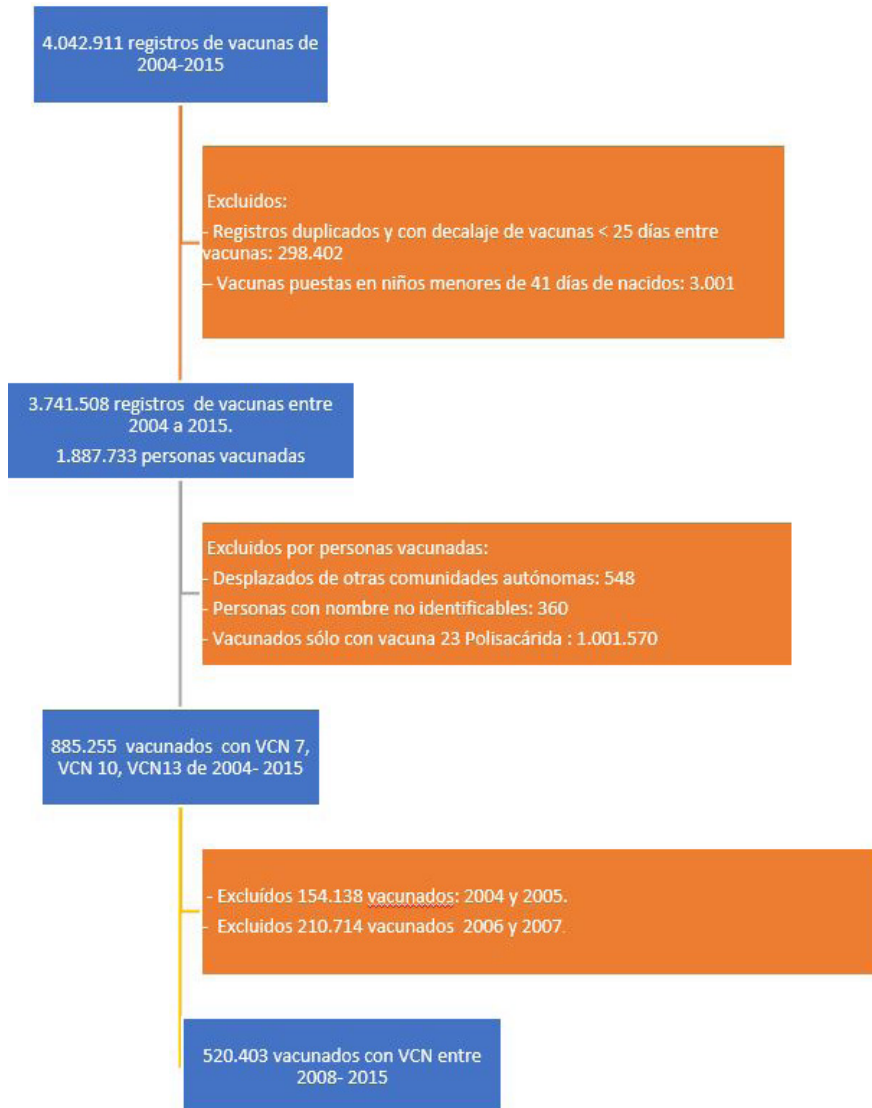 4.042.911 registros de vacunas de
2004-2015
Excluidos:
- Registros duplicados y con decalaje de vacunas < 25 días entre
vacunas: 298.402
– Vacunas puestas en niños menores de 41 días de nacidos: 3.001
3.741.508 registros de vacunas entre
2004 a 2015.
1.887.733 personas vacunadas
Excluidos por personas vacunadas:
- Desplazados de otras comunidades autónomas: 548
- Personas con nombre no identificables: 360
- Vacunados sólo con vacuna 23 Polisacárida : 1.001.570
885.255 vacunados con VCN 7,
VCN 10, VCN13 de 2004- 2015
- Excluídos 154.138 vacunados: 2004 y 2005.
- Excluidos 210.714 vacunados 2006 y 2007.
520.403 vacunados con VCN entre
2008- 2015